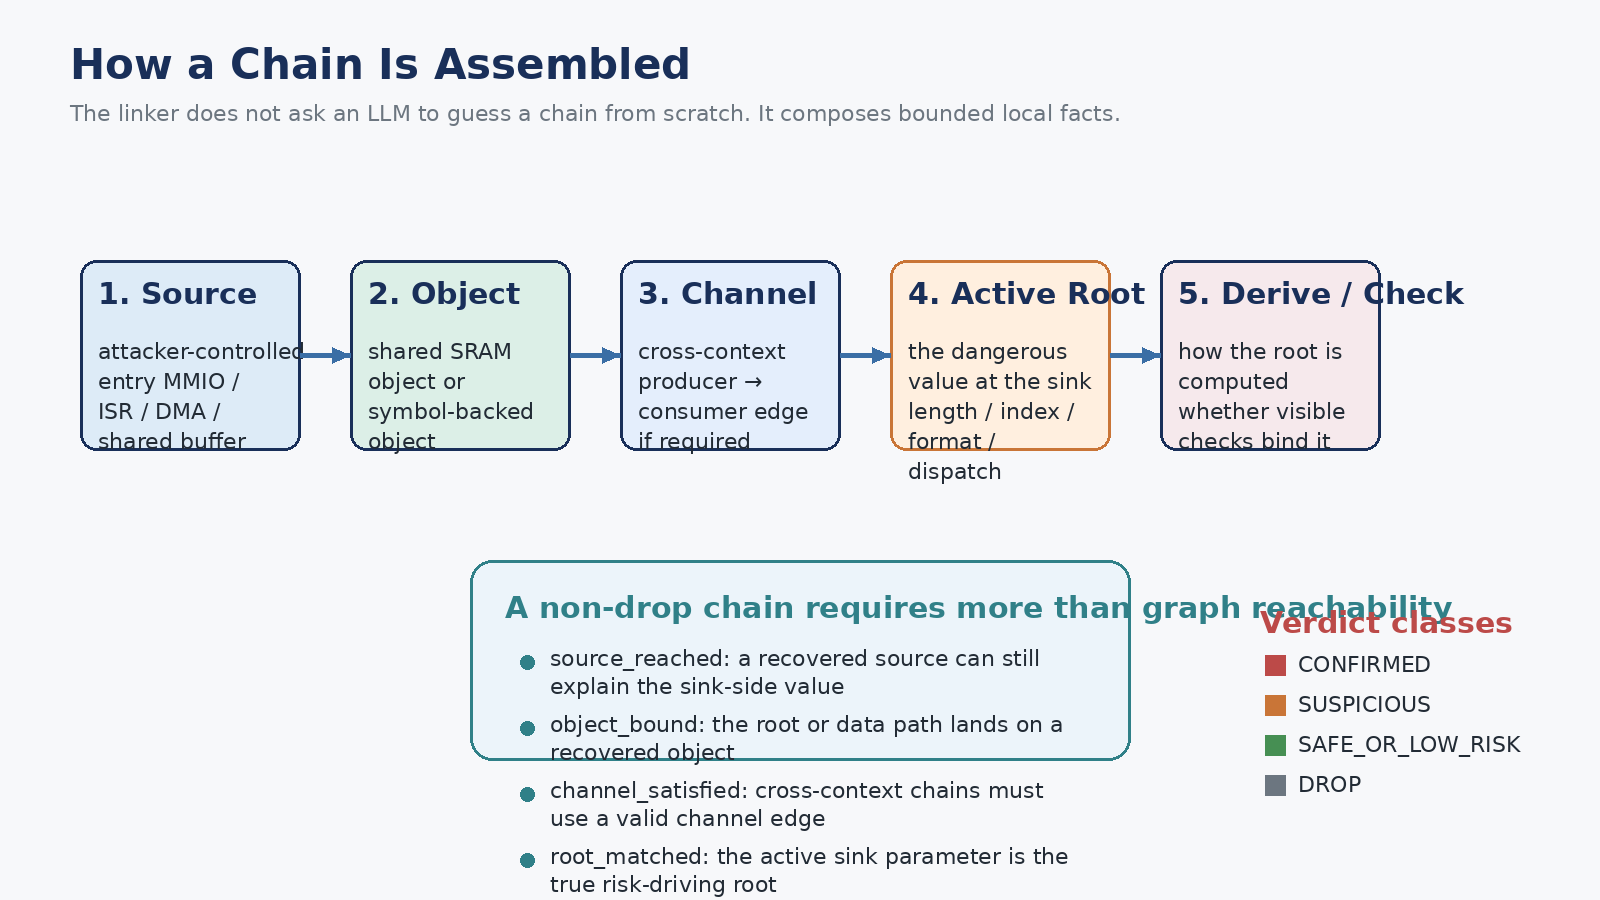 How a Chain Is Assembled
The linker does not ask an LLM to guess a chain from scratch. It composes bounded local facts.
1. Source
attacker-controlled
entry MMIO /
ISR / DMA /
shared buffer
2. Object
shared SRAM
object or
symbol-backed
object
3. Channel
cross-context
producer →
consumer edge
if required
4. Active Root
the dangerous
value at the sink
length / index /
format /
dispatch
5. Derive / Check
how the root is
computed
whether visible
checks bind it
A non-drop chain requires more than graph reachability
source_reached: a recovered source can still
explain the sink-side value
object_bound: the root or data path lands on a
recovered object
channel_satisfied: cross-context chains must
use a valid channel edge
root_matched: the active sink parameter is the
true risk-driving root
Verdict classes
CONFIRMED
SUSPICIOUS
SAFE_OR_LOW_RISK
DROP